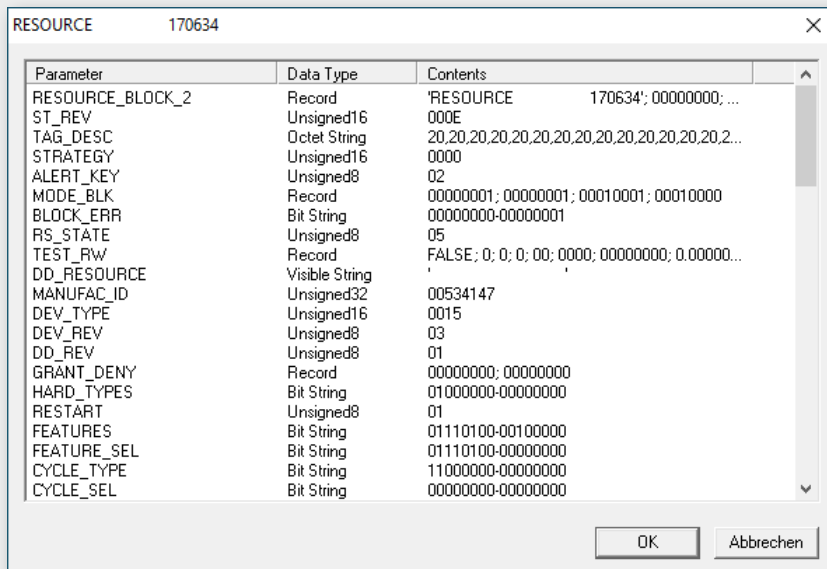 RESOURCE 170634
Parameter Data Type Contents
RESOURCE_BLOCK_2 Record 'RESOURCE 170634'; 00000000; ...
ST_REV Unsigned16 000E
TAG_DESC Octet String 20,20,20,20,20,20,20,20,20,20,20,20,20,20,2...
STRATEGY Unsigned16 0000
ALERT_KEY Unsigned8 02
MODE_BLK Record 00000001; 00000001; 00010001; 00010000
BLOCK_ERR Bit String 00000000-00000001
RS_STATE Unsigned8 05
TEST_RW Record FALSE; 0; 0; 0; 00; 0000; 00000000; 0.00000...
DD_RESOURCE Visible String ' '
MANUFAC_ID Unsigned32 00534147
DEV_TYPE Unsigned16 0015
DEV_REV Unsigned8 03
DD_REV Unsigned8 01
GRANT_DENY Record 00000000; 00000000
HARD_TYPES Bit String 01000000-00000000
RESTART Unsigned8 01
FEATURES Bit String 01110100-00100000
FEATURE_SEL Bit String 01110100-00000000
CYCLE_TYPE Bit String 11000000-00000000
CYCLE_SEL Bit String 00000000-00000000
OK Abbrechen